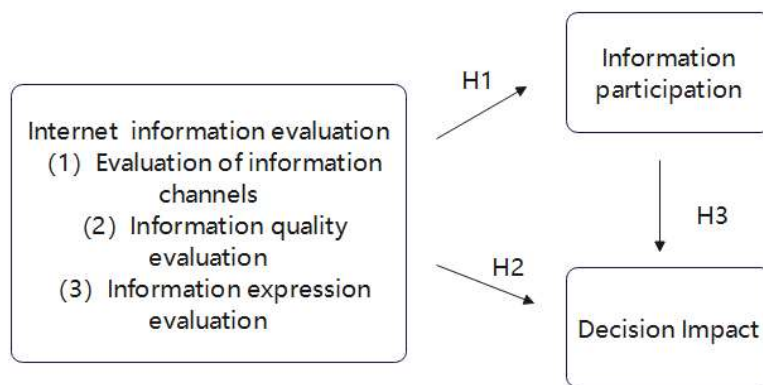 Internet information evaluation
(1) Evaluation of information
channels
(2) Information quality
evaluation
(3) Information expression
evaluation
H1
H2
Information
participation
H3
Decision Impact